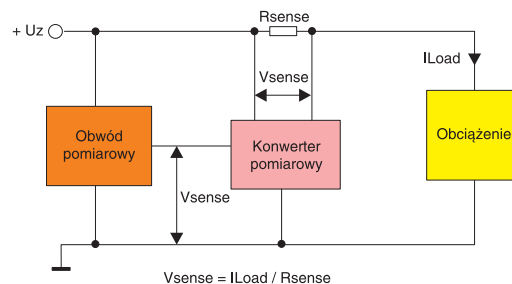 Rsense
+ Uz
ILoad
Vsense
Obwód
pomiarowy
Konwerter
pomiarowy
Obciążenie
Vsense
Vsense = ILoad / Rsense